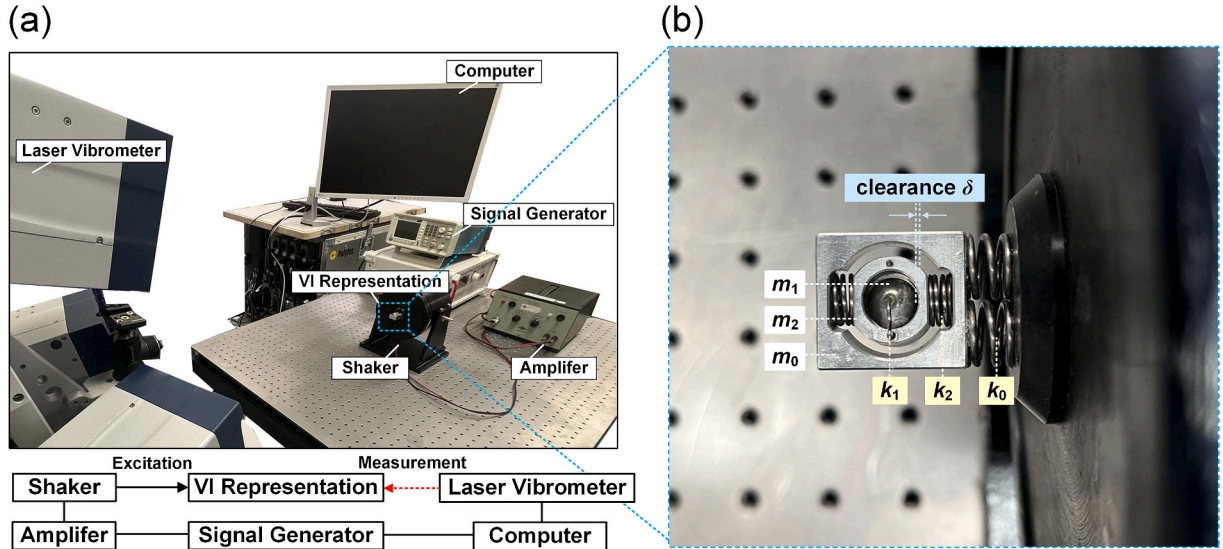 (a)
Computer
Laser Vibrometer
Signal Generator
VI Representation
Shaker
Amplifer
Excitation
Measurement
Shaker
VI Representation
Laser Vibrometer
Amplifer
Signal Generator
Computer
(b)
clearance δ
m₁
m₂
m₀
k₁
k₂
k₀